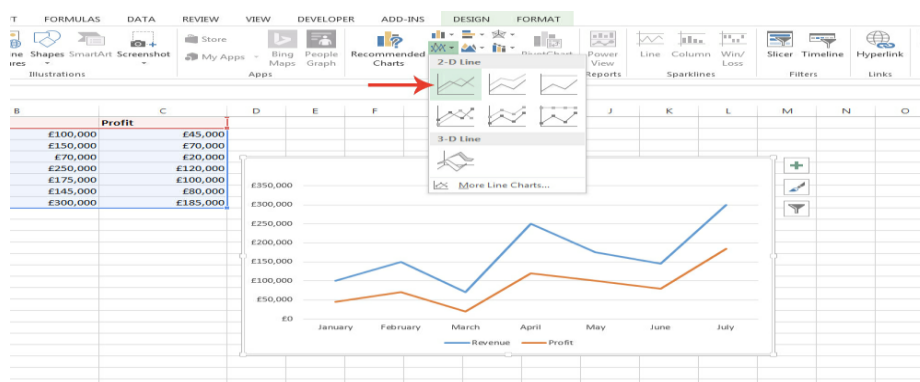 RT FORMULAS DATA REVIEW VIEW DEVELOPER ADD-INS DESIGN FORMAT
Shapes SmartArt Screenshot
Illustrations
Store
My Apps
Bing Maps
People Graph
Apps
Recommended Charts
PivotChart
Power View
Reports
Line Column Win/ Loss
Sparklines
Slicer Timeline
Filters
Hyperlink
Links
2-D Line
3-D Line
More Line Charts...
B C D E F J K L M N O
Profit
£100,000 £45,000
£150,000 £70,000
£70,000 £20,000
£250,000 £120,000
£175,000 £100,000
£145,000 £80,000
£300,000 £185,000
£350,000
£300,000
£250,000
£200,000
£150,000
£100,000
£50,000
£0
January February March April May June July
Revenue Profit